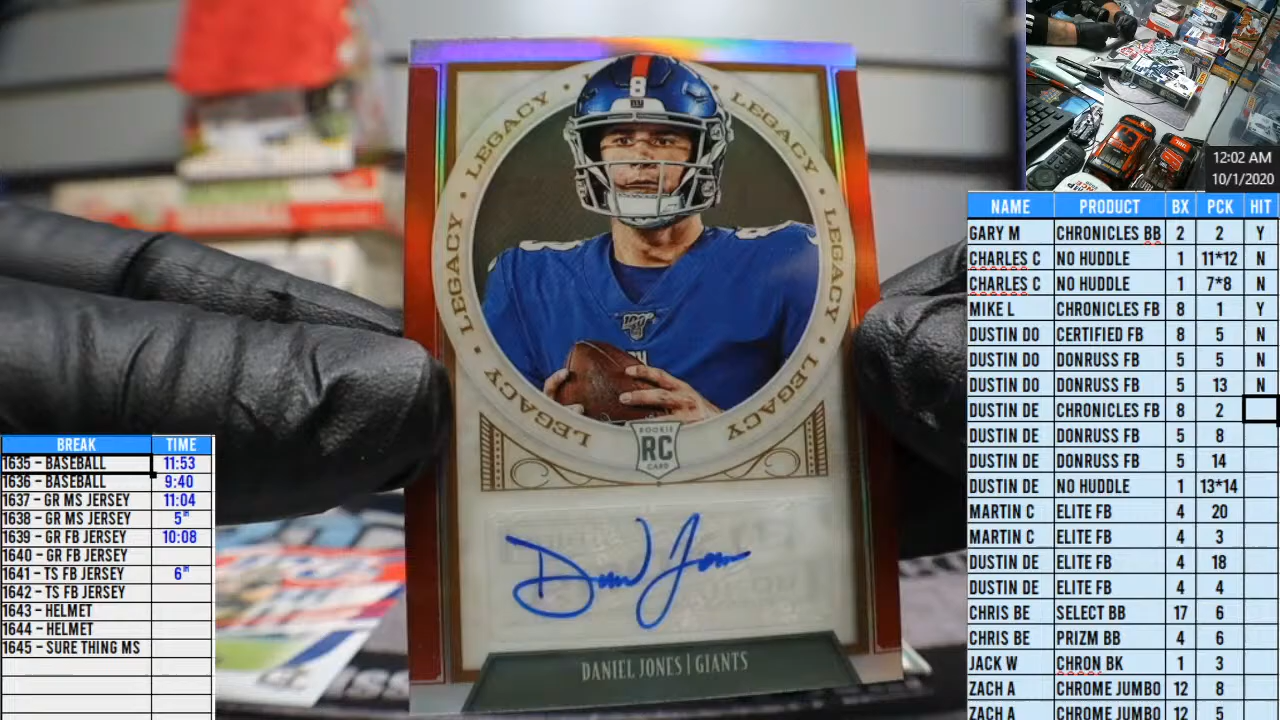 LEGACY • LEGACY
LEGACY • LEGACY
LEGACY • LEGACY
8
ROOKIE
RC
CARD
Daniel Jones
DANIEL JONES | GIANTS
12:02 AM
10/1/2020
NAME PRODUCT BX PCK HIT
GARY M CHRONICLES BB 2 2 Y
CHARLES C NO HUDDLE 1 11*12 N
CHARLES C NO HUDDLE 1 7*8 N
MIKE L CHRONICLES FB 8 1 Y
DUSTIN DO CERTIFIED FB 8 5 N
DUSTIN DO DONRUSS FB 5 5 N
DUSTIN DO DONRUSS FB 5 13 N
DUSTIN DE CHRONICLES FB 8 2
DUSTIN DE DONRUSS FB 5 8
DUSTIN DE DONRUSS FB 5 14
DUSTIN DE NO HUDDLE 1 13*14
MARTIN C ELITE FB 4 20
MARTIN C ELITE FB 4 3
DUSTIN DE ELITE FB 4 18
DUSTIN DE ELITE FB 4 4
CHRIS BE SELECT BB 17 6
CHRIS BE PRIZM BB 4 6
JACK W CHRON BK 1 3
ZACH A CHROME JUMBO 12 8
ZACH A CHROME JUMBO 12 5
BREAK TIME
1635 – BASEBALL 11:53
1636 – BASEBALL 9:40
1637 – GR MS JERSEY 11:04
1638 – GR MS JERSEY 5TH
1639 – GR FB JERSEY 10:08
1640 – GR FB JERSEY
1641 – TS FB JERSEY 6TH
1642 – TS FB JERSEY
1643 – HELMET
1644 – HELMET
1645 – SURE THING MS